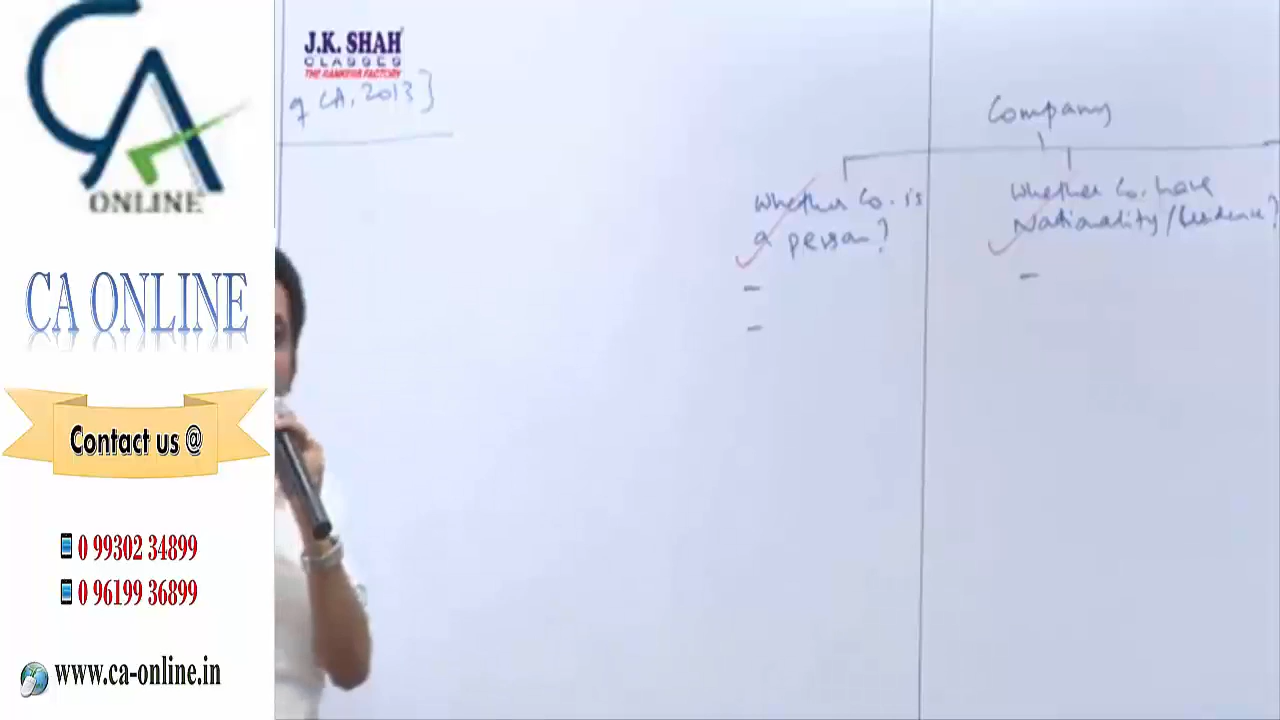 CA
ONLINE
CA ONLINE
Contact us @
0 99302 34899
0 96199 36899
www.ca-online.in
J.K. SHAH
CLASSES
THE RANKERS FACTORY
of CA, 2013]
Company
Whether Co. is
a person?
-
-
Whether Co. have
Nationality/Residence?
-